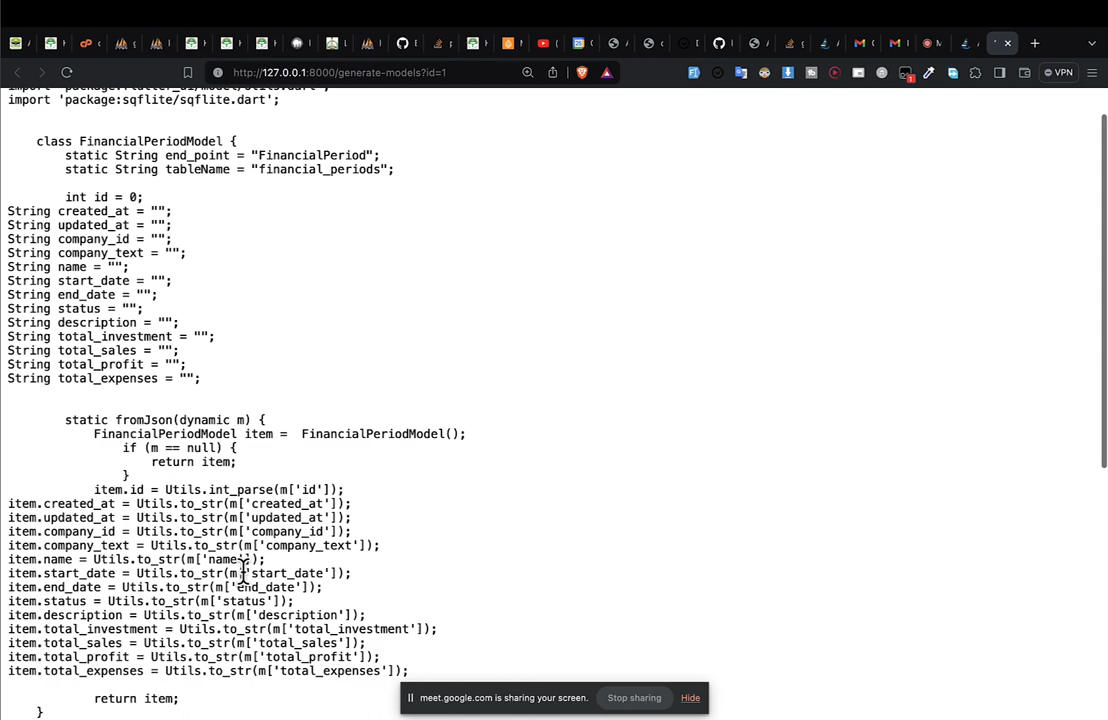 http://127.0.0.1:8000/generate-models?id=1
VPN
import 'package:flutter_ui/model/Utils.dart';
import 'package:sqflite/sqflite.dart';
class FinancialPeriodModel {
static String end_point = "FinancialPeriod";
static String tableName = "financial_periods";
int id = 0;
String created_at = "";
String updated_at = "";
String company_id = "";
String company_text = "";
String name = "";
String start_date = "";
String end_date = "";
String status = "";
String description = "";
String total_investment = "";
String total_sales = "";
String total_profit = "";
String total_expenses = "";
static fromJson(dynamic m) {
FinancialPeriodModel item =  FinancialPeriodModel();
if (m == null) {
return item;
}
item.id = Utils.int_parse(m['id']);
item.created_at = Utils.to_str(m['created_at']);
item.updated_at = Utils.to_str(m['updated_at']);
item.company_id = Utils.to_str(m['company_id']);
item.company_text = Utils.to_str(m['company_text']);
item.name = Utils.to_str(m['name']);
item.start_date = Utils.to_str(m['start_date']);
item.end_date = Utils.to_str(m['end_date']);
item.status = Utils.to_str(m['status']);
item.description = Utils.to_str(m['description']);
item.total_investment = Utils.to_str(m['total_investment']);
item.total_sales = Utils.to_str(m['total_sales']);
item.total_profit = Utils.to_str(m['total_profit']);
item.total_expenses = Utils.to_str(m['total_expenses']);
return item;
}
meet.google.com is sharing your screen.
Stop sharing
Hide